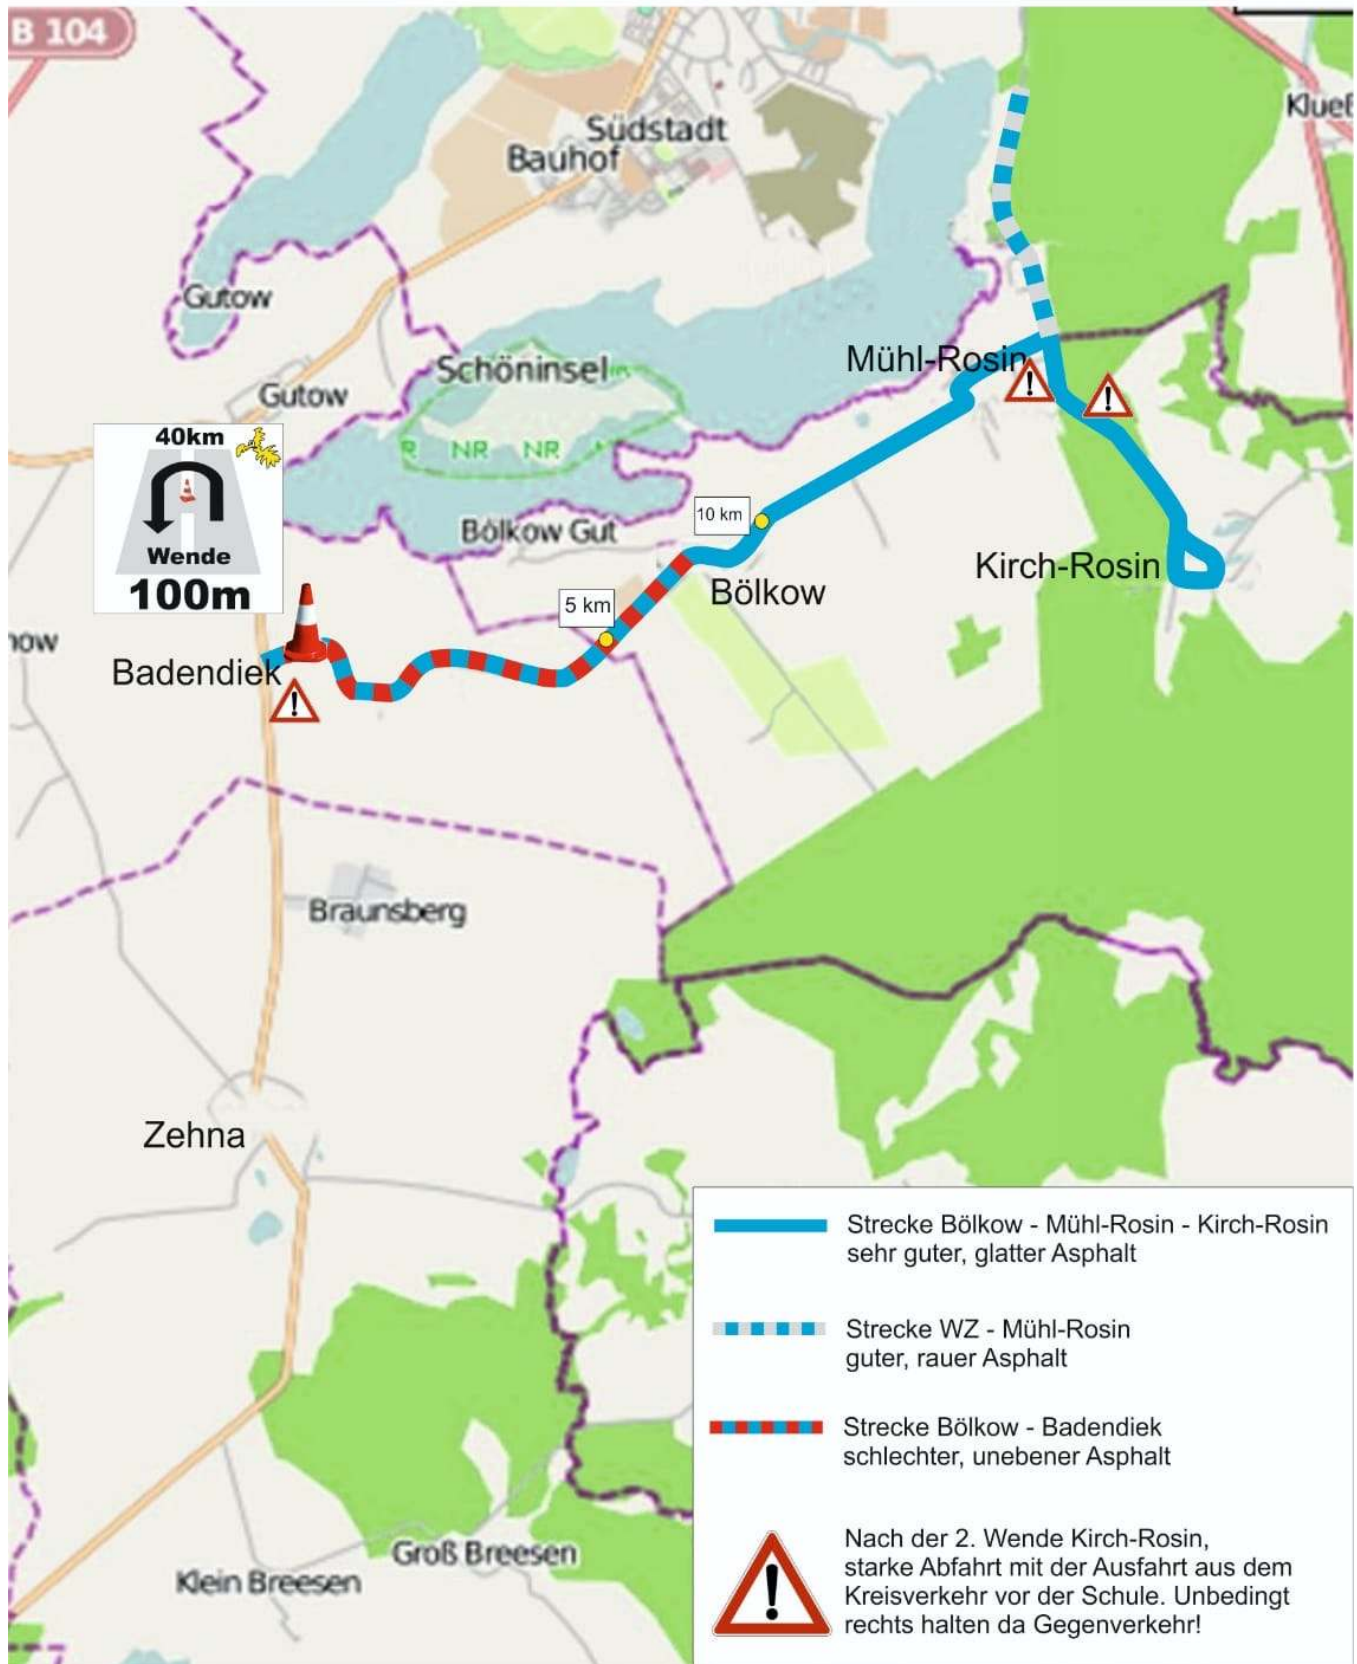 B 104
Klueß
Südstadt
Bauhof
Gutow
Mühl-Rosin
Schöninsel
Gutow
40km
NR
NR
Wende
100m
10 km
Bölkow Gut
Kirch-Rosin
Bölkow
5 km
Badendiek
Braunsberg
Zehna
Strecke Bölkow - Mühl-Rosin - Kirch-Rosin
sehr guter, glatter Asphalt
Strecke WZ - Mühl-Rosin
guter, rauer Asphalt
Strecke Bölkow - Badendiek
schlechter, unebener Asphalt
Nach der 2. Wende Kirch-Rosin,
starke Abfahrt mit der Ausfahrt aus dem
Kreisverkehr vor der Schule. Unbedingt
rechts halten da Gegenverkehr!
Groß Breesen
Klein Breesen